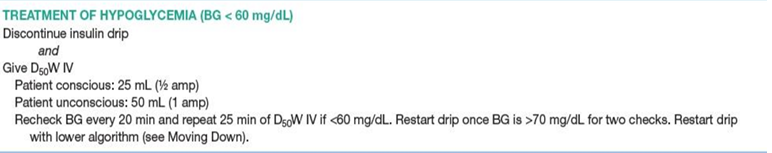 TREATMENT OF HYPOGLYCEMIA (BG < 60 mg/dL)
Discontinue insulin drip
and
Give D₅₀W IV
Patient conscious: 25 mL (½ amp)
Patient unconscious: 50 mL (1 amp)
Recheck BG every 20 min and repeat 25 min of D₅₀W IV if <60 mg/dL. Restart drip once BG is >70 mg/dL for two checks. Restart drip
with lower algorithm (see Moving Down).